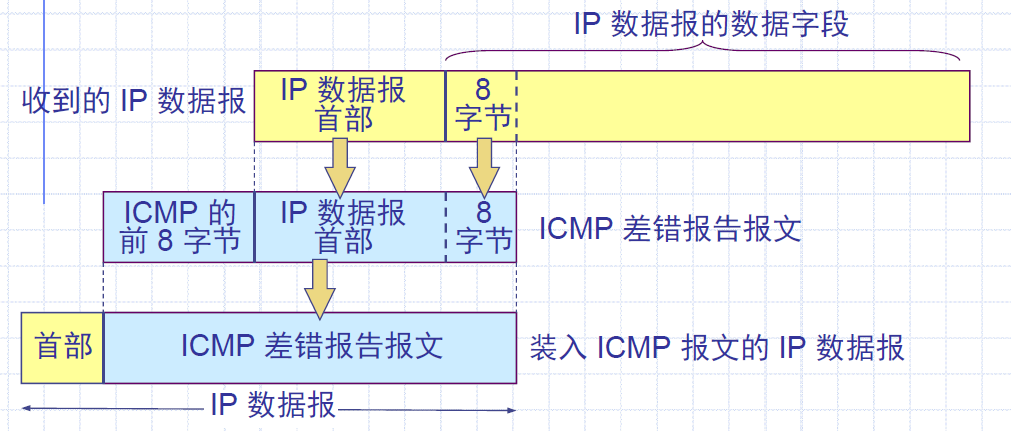 IP 数据报的数据字段
收到的 IP 数据报
IP 数据报
首部
8
字节
ICMP 的
前 8 字节
IP 数据报
首部
8
字节
ICMP 差错报告报文
首部
ICMP 差错报告报文
装入 ICMP 报文的 IP 数据报
IP 数据报